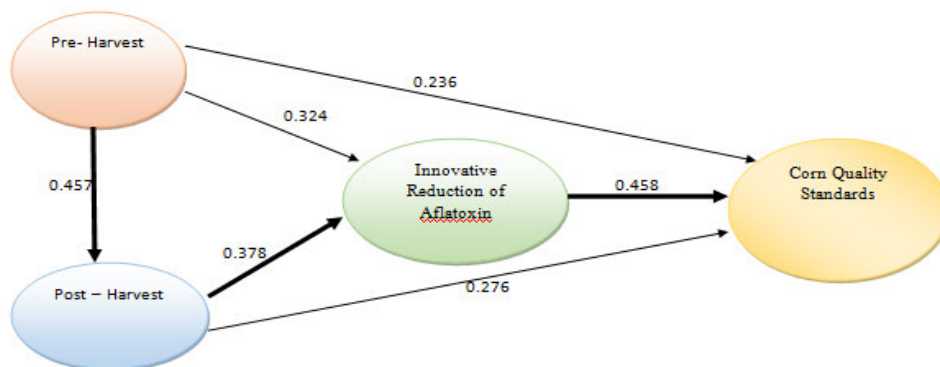 Pre- Harvest
0.236
0.324
0.457
Innovative
Reduction of
Aflatoxin
0.458
Corn Quality
Standards
0.378
0.276
Post – Harvest